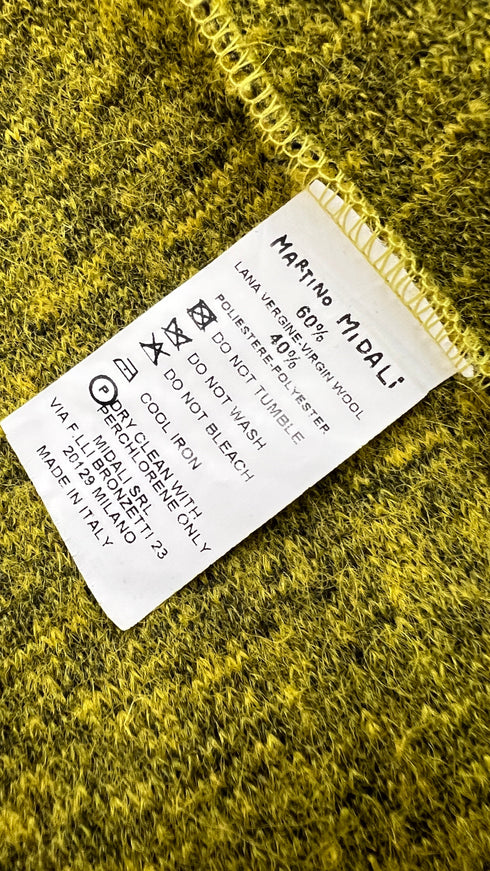 MARTINO MIDALI
60%
LANA VERGINE-VIRGIN WOOL
40%
POLIESTERE-POLYESTER
DO NOT TUMBLE
DO NOT WASH
DO NOT BLEACH
COOL IRON
P DRY CLEAN WITH
PERCHLORENE ONLY
MIDALI SRL
VIA F.LLI BRONZETTI 23
20129 MILANO
MADE IN ITALY